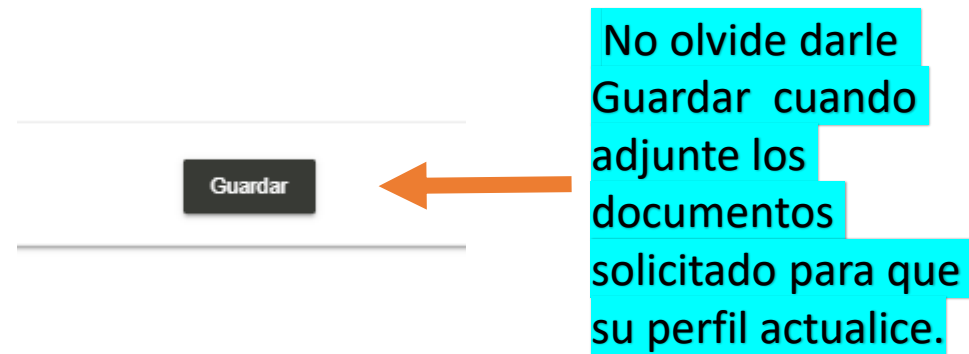 Guardar
No olvide darle
Guardar cuando
adjunte los
documentos
solicitado para que
su perfil actualice.